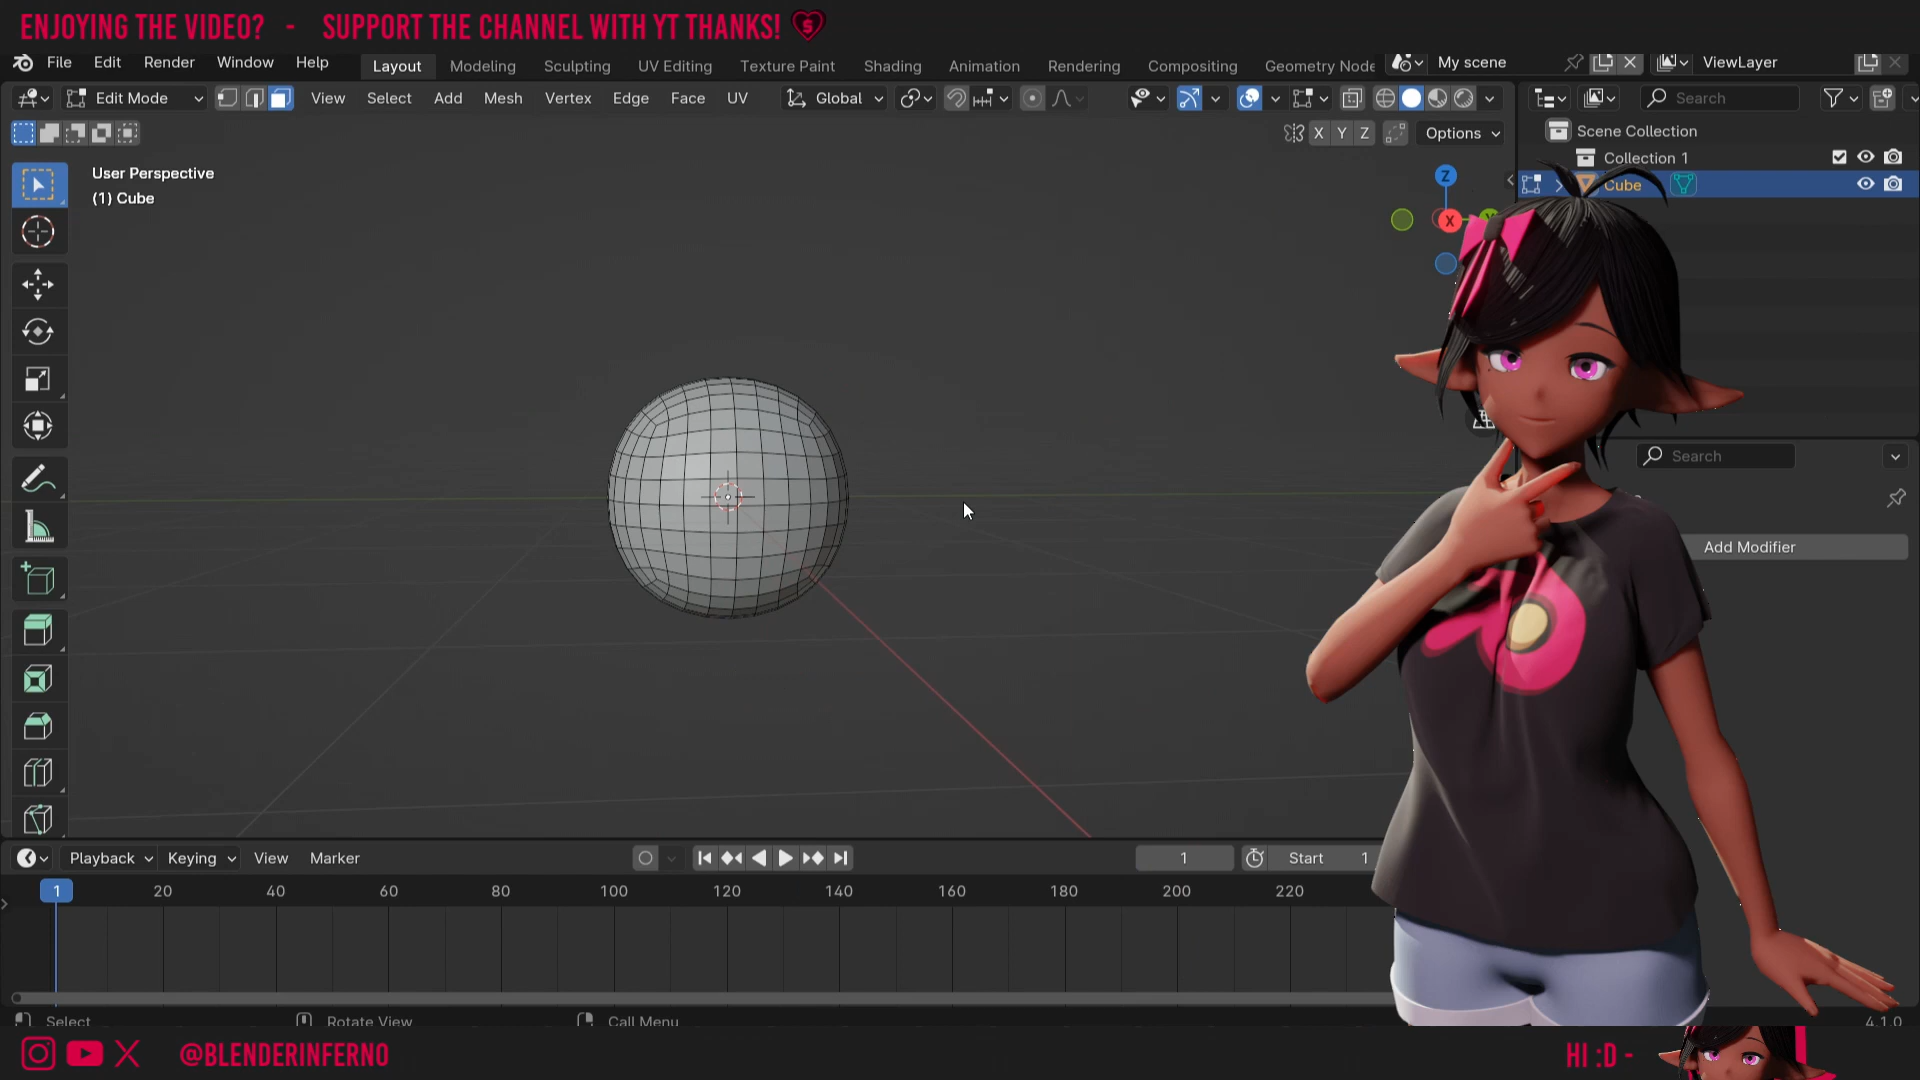 ENJOYING THE VIDEO? - SUPPORT THE CHANNEL WITH YT THANKS!
File Edit Render Window Help Layout Modeling Sculpting UV Editing Texture Paint Shading Animation Rendering Compositing Geometry Node My scene ViewLayer
Edit Mode View Select Add Mesh Vertex Edge Face UV Global Search
X Y Z Options Scene Collection
Collection 1
User Perspective
(1) Cube
Z
Cube
X
Search
Add Modifier
Playback Keying View Marker 1 Start 1
1 20 40 60 80 100 120 140 160 180 200 220
Select Rotate View Call Menu 4.1.0
@BLENDERINFERNO HI :D -